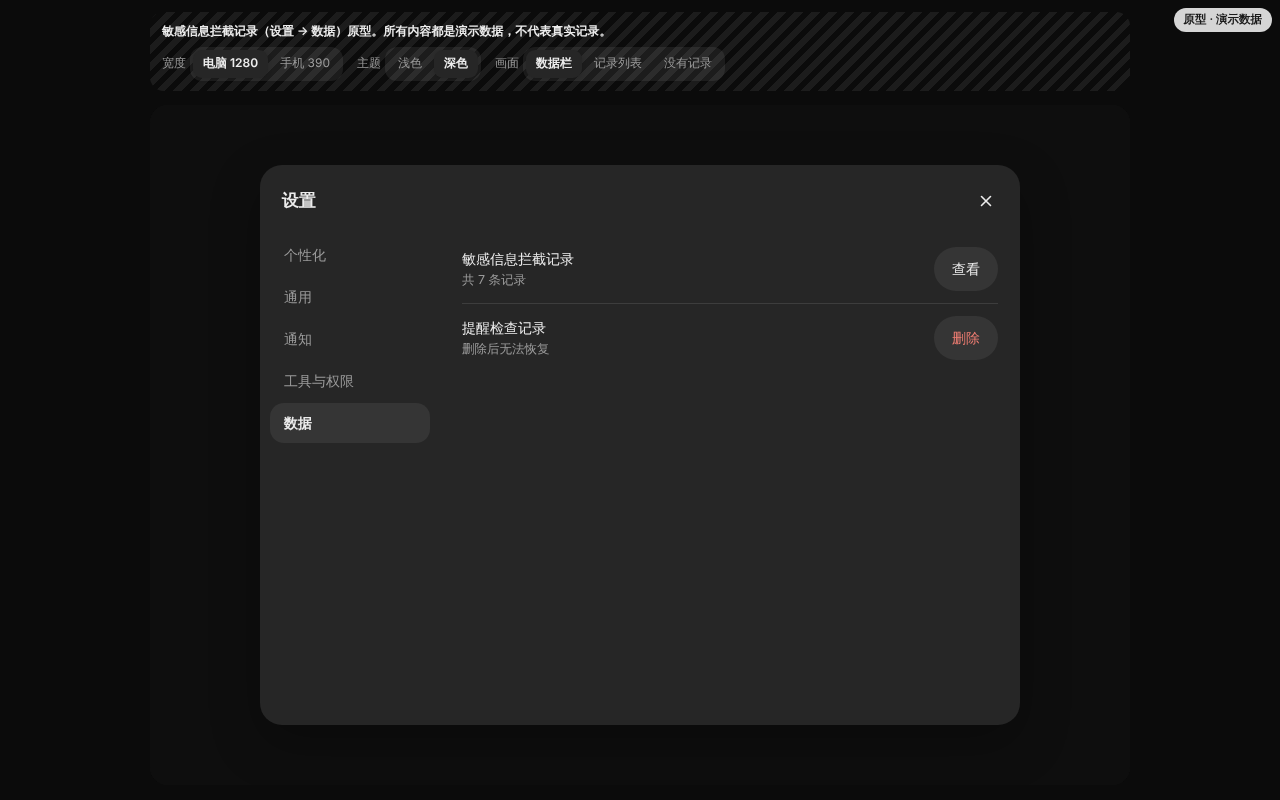 原型 · 演示数据
敏感信息拦截记录（设置 → 数据）原型。所有内容都是演示数据，不代表真实记录。
宽度 电脑 1280 手机 390 主题 浅色 深色 画面 数据栏 记录列表 没有记录
设置
个性化
通用
通知
工具与权限
数据
敏感信息拦截记录
共 7 条记录
查看
提醒检查记录
删除后无法恢复
删除